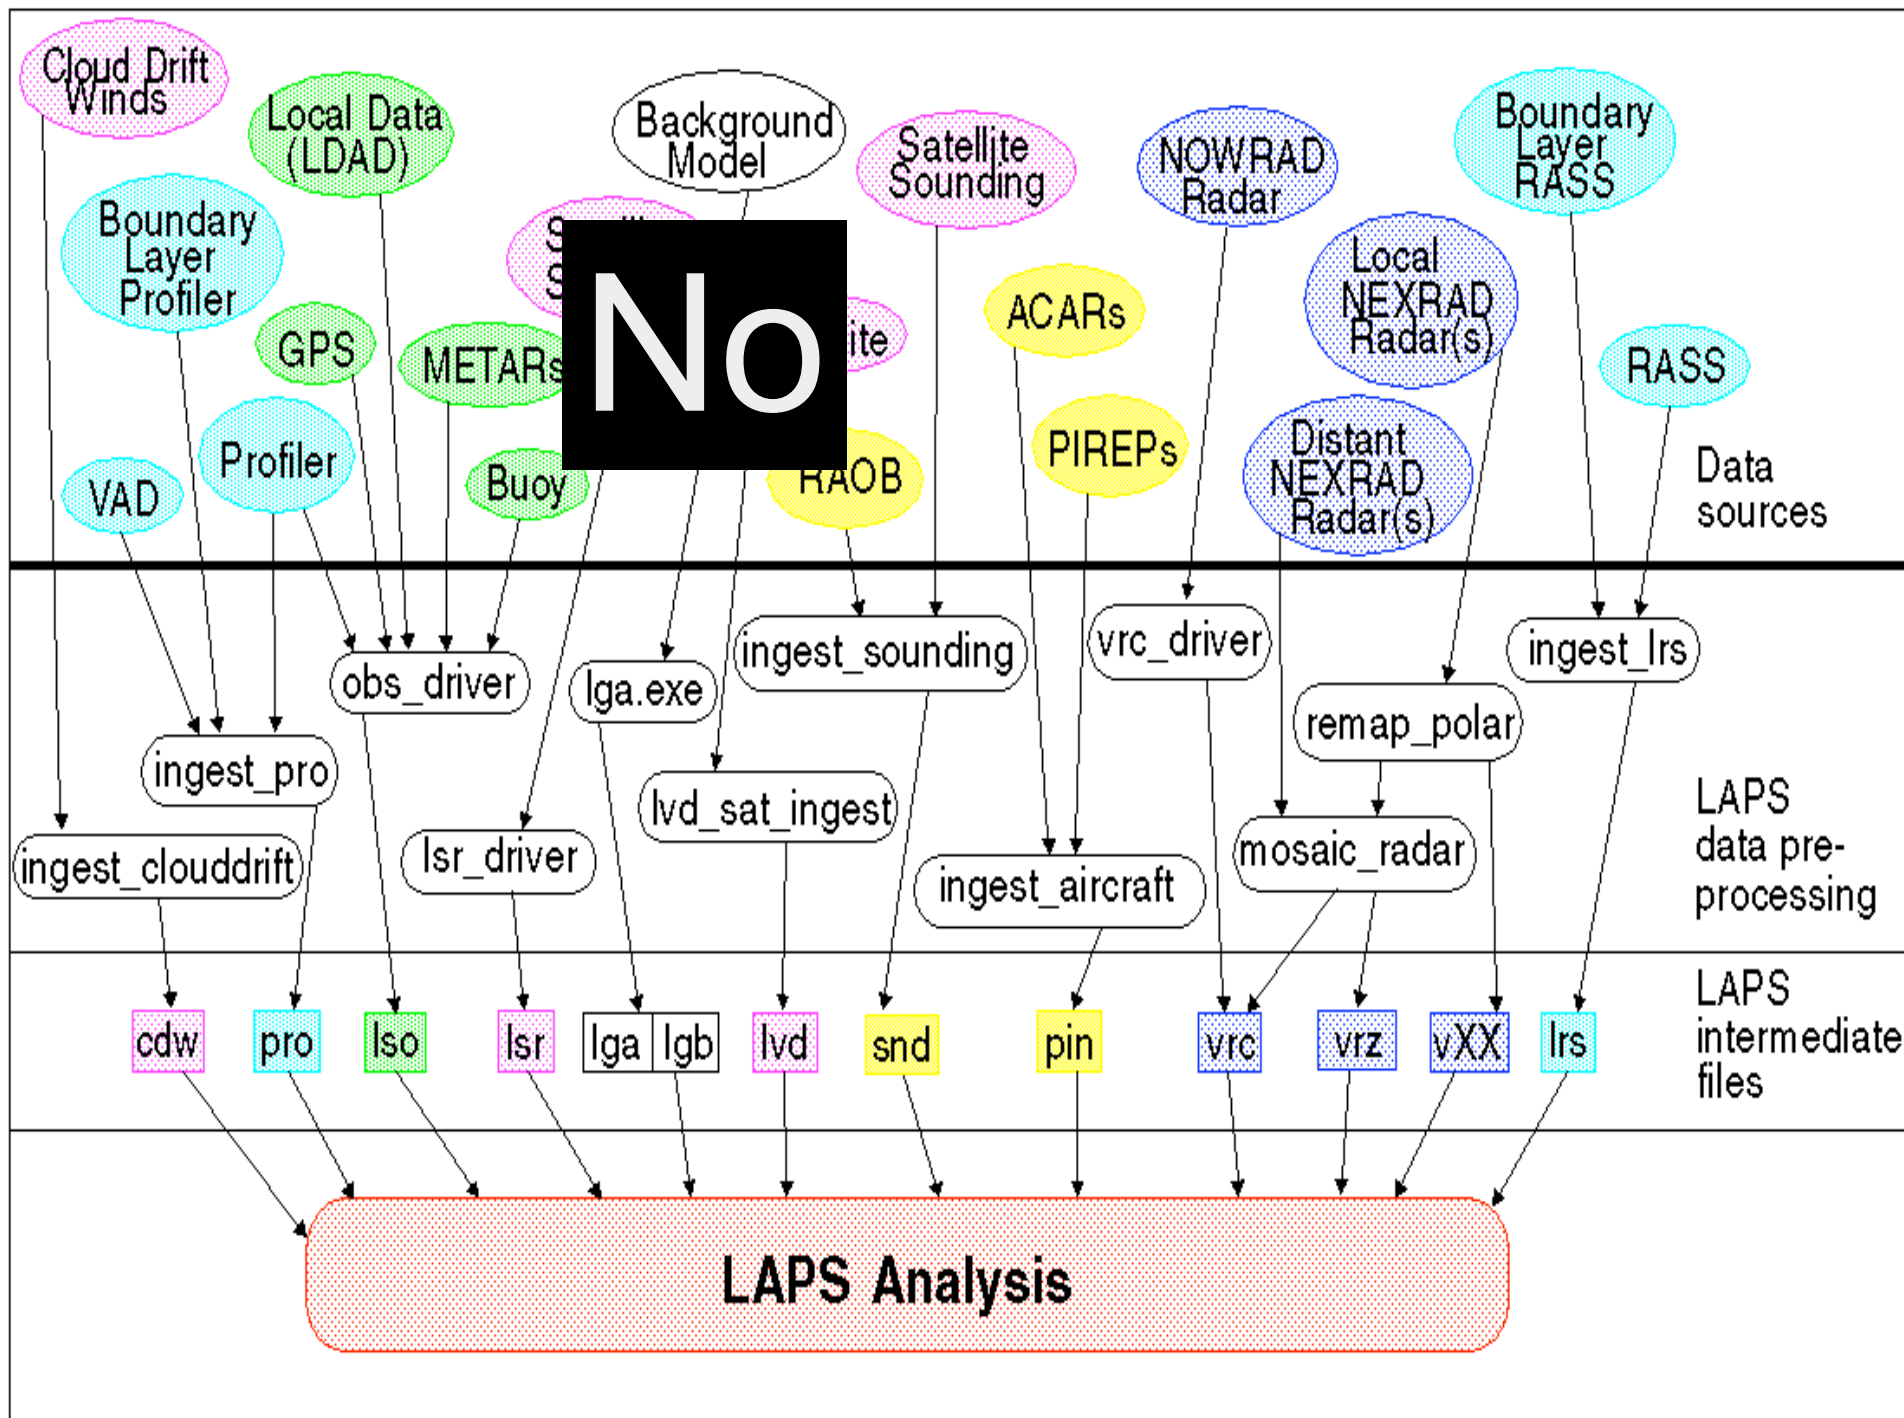 Cloud Drift
Winds
Local Data
(LDAD)
Background
Model
Satellite
Sounding
NOWRAD
Radar
Boundary
Layer
RASS
Boundary
Layer
Profiler
No
ite
GPS
METARs
ACARs
Local
NEXRAD
Radar(s)
RASS
VAD
Profiler
Buoy
RAOB
PIREPs
Distant
NEXRAD
Radar(s)
Data
sources
ingest_sounding
vrc_driver
ingest_lrs
obs_driver
lga.exe
remap_polar
ingest_pro
lvd_sat_ingest
ingest_clouddrift
lsr_driver
ingest_aircraft
mosaic_radar
LAPS
data pre-
processing
cdw
pro
lso
lsr
lga
lgb
lvd
snd
pin
vrc
vrz
vXX
lrs
LAPS
intermediate
files
LAPS Analysis